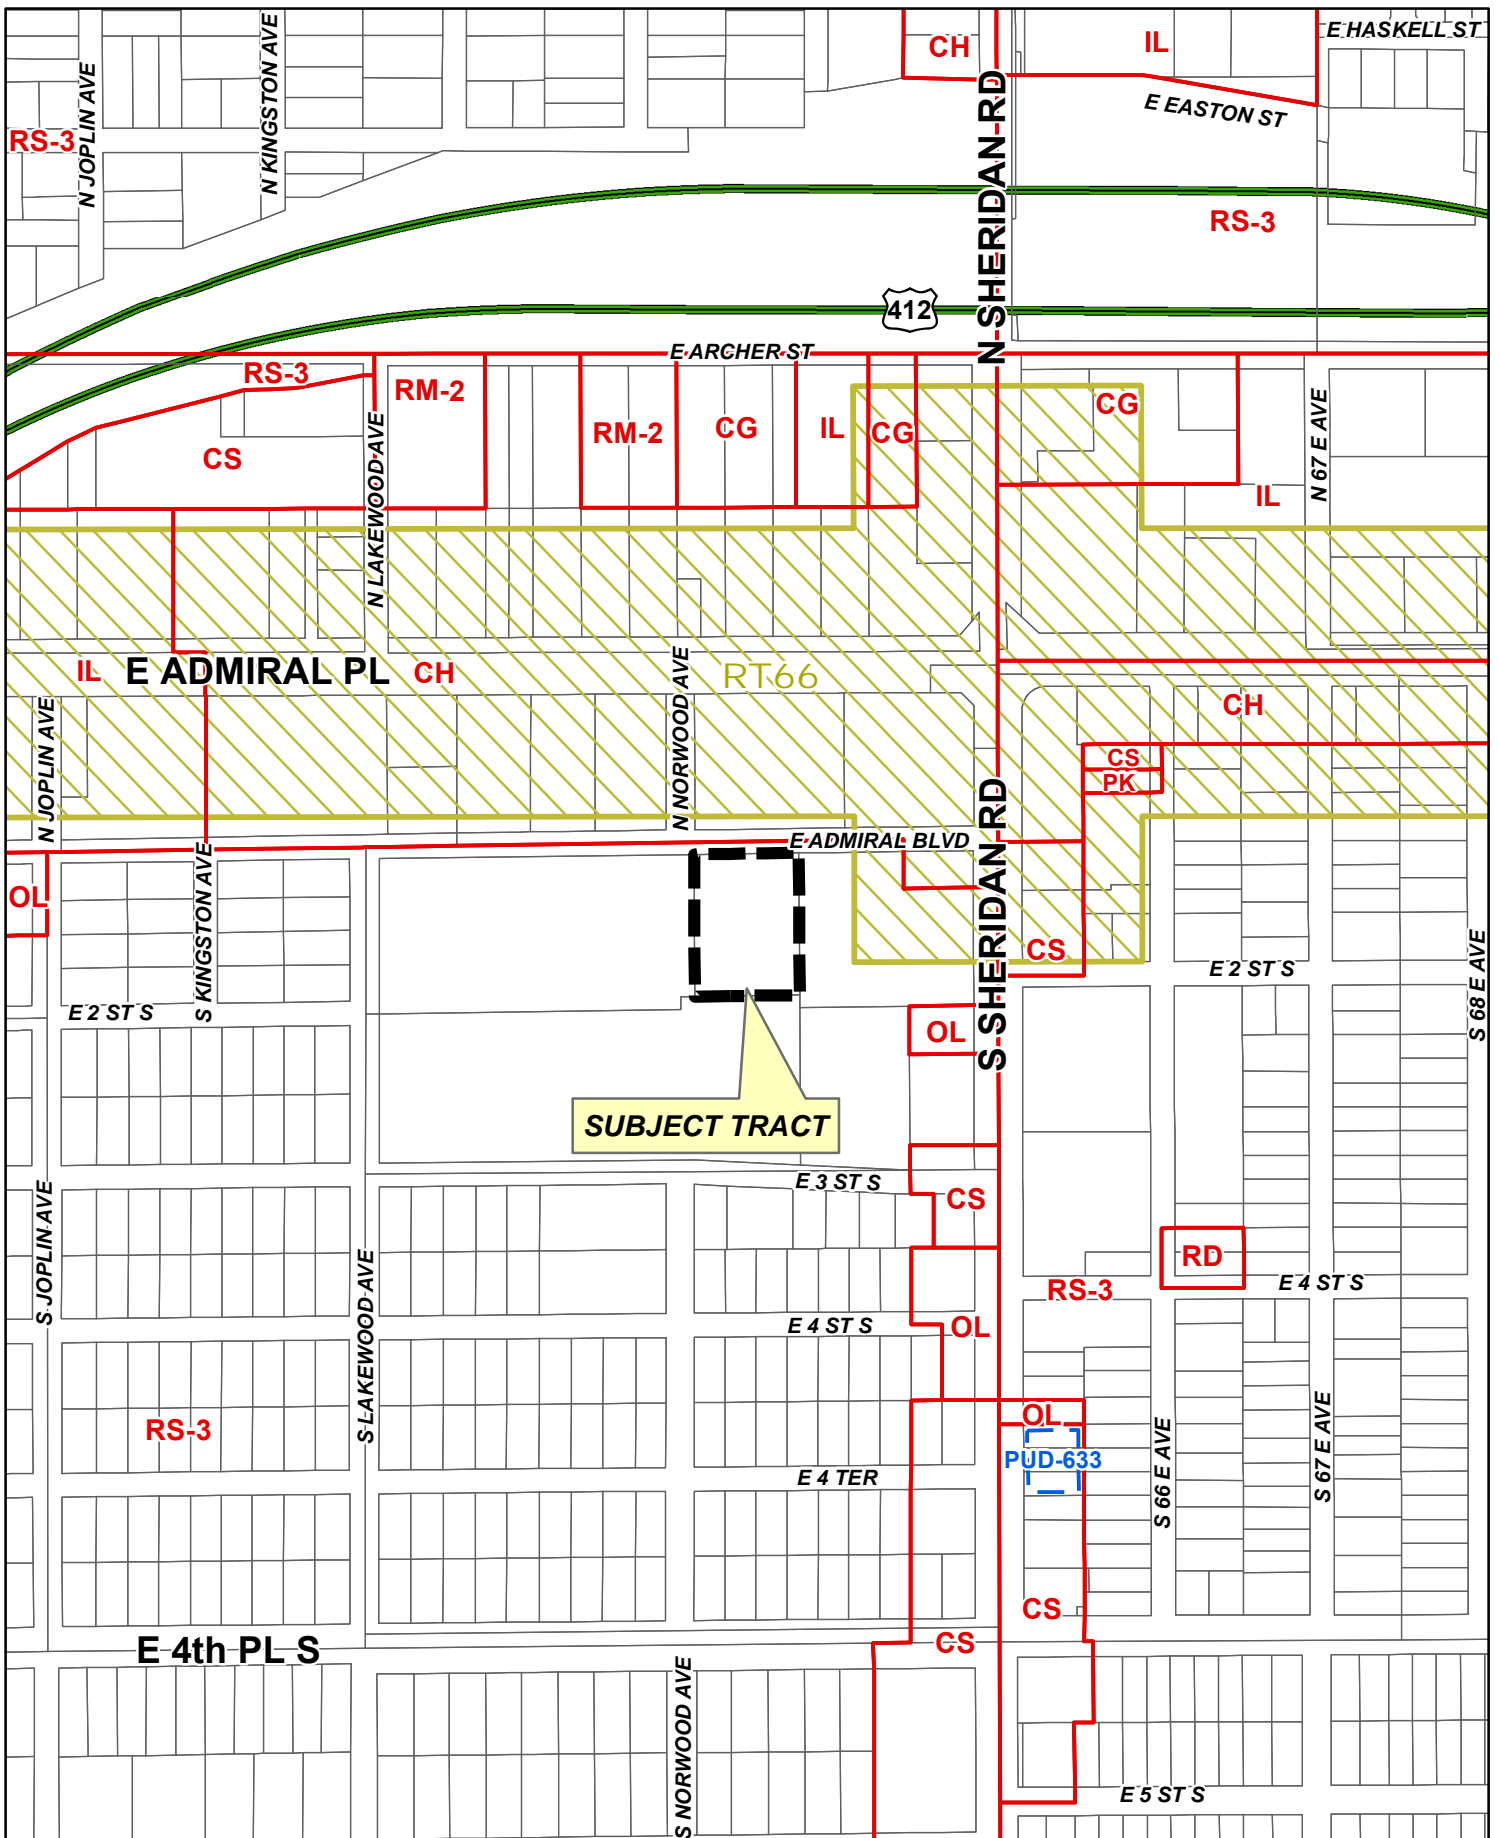 E HASKELL ST
CH
IL
N KINGSTON AVE
N JOPLIN AVE
E EASTON ST
RS-3
N SHERIDAN RD
RS-3
412
E ARCHER ST
RS-3
RM-2
CG
N 67 E AVE
RM-2
CG
IL
CG
CS
N LAKEWOOD AVE
IL
IL
E ADMIRAL PL
CH
N NORWOOD AVE
RT66
CH
N JOPLIN AVE
CS
PK
S SHERIDAN RD
E ADMIRAL BLVD
OL
S KINGSTON AVE
CS
E 2 ST S
S 68 E AVE
E 2 ST S
OL
SUBJECT TRACT
E 3 ST S
CS
S JOPLIN AVE
RD
S LAKEWOOD AVE
RS-3
E 4 ST S
E 4 ST S
OL
RS-3
OL
S 66 E AVE
S 67 E AVE
PUD-633
E 4 TER
CS
E 4th PL S
CS
S NORWOOD AVE
E 5 ST S